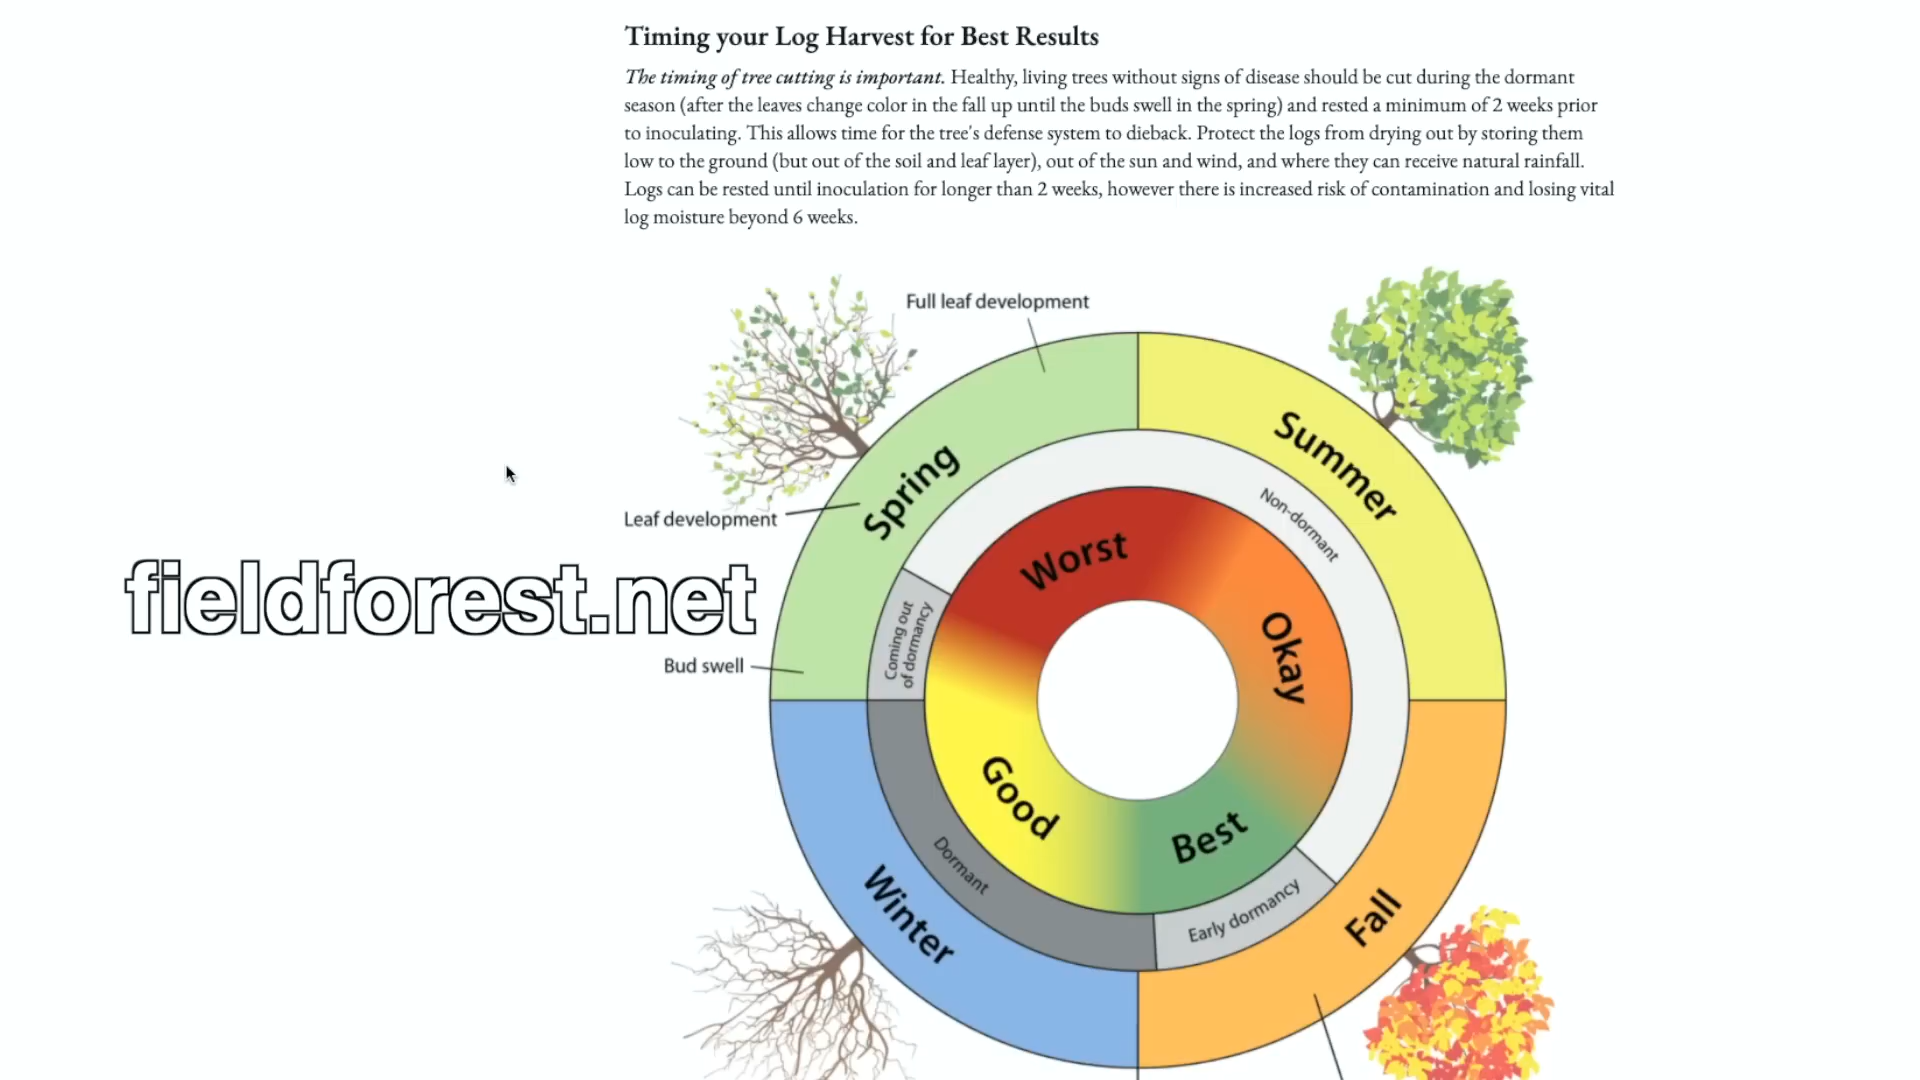 Timing your Log Harvest for Best Results
The timing of tree cutting is important. Healthy, living trees without signs of disease should be cut during the dormant
season (after the leaves change color in the fall up until the buds swell in the spring) and rested a minimum of 2 weeks prior
to inoculating. This allows time for the tree's defense system to dieback. Protect the logs from drying out by storing them
low to the ground (but out of the soil and leaf layer), out of the sun and wind, and where they can receive natural rainfall.
Logs can be rested until inoculation for longer than 2 weeks, however there is increased risk of contamination and losing vital
log moisture beyond 6 weeks.
Full leaf development
Summer
Spring
Non-dormant
Leaf development
Worst
fieldforest.net
Coming out
of dormancy
Okay
Bud swell
Good
Best
Dormant
Early dormancy
Winter
Fall